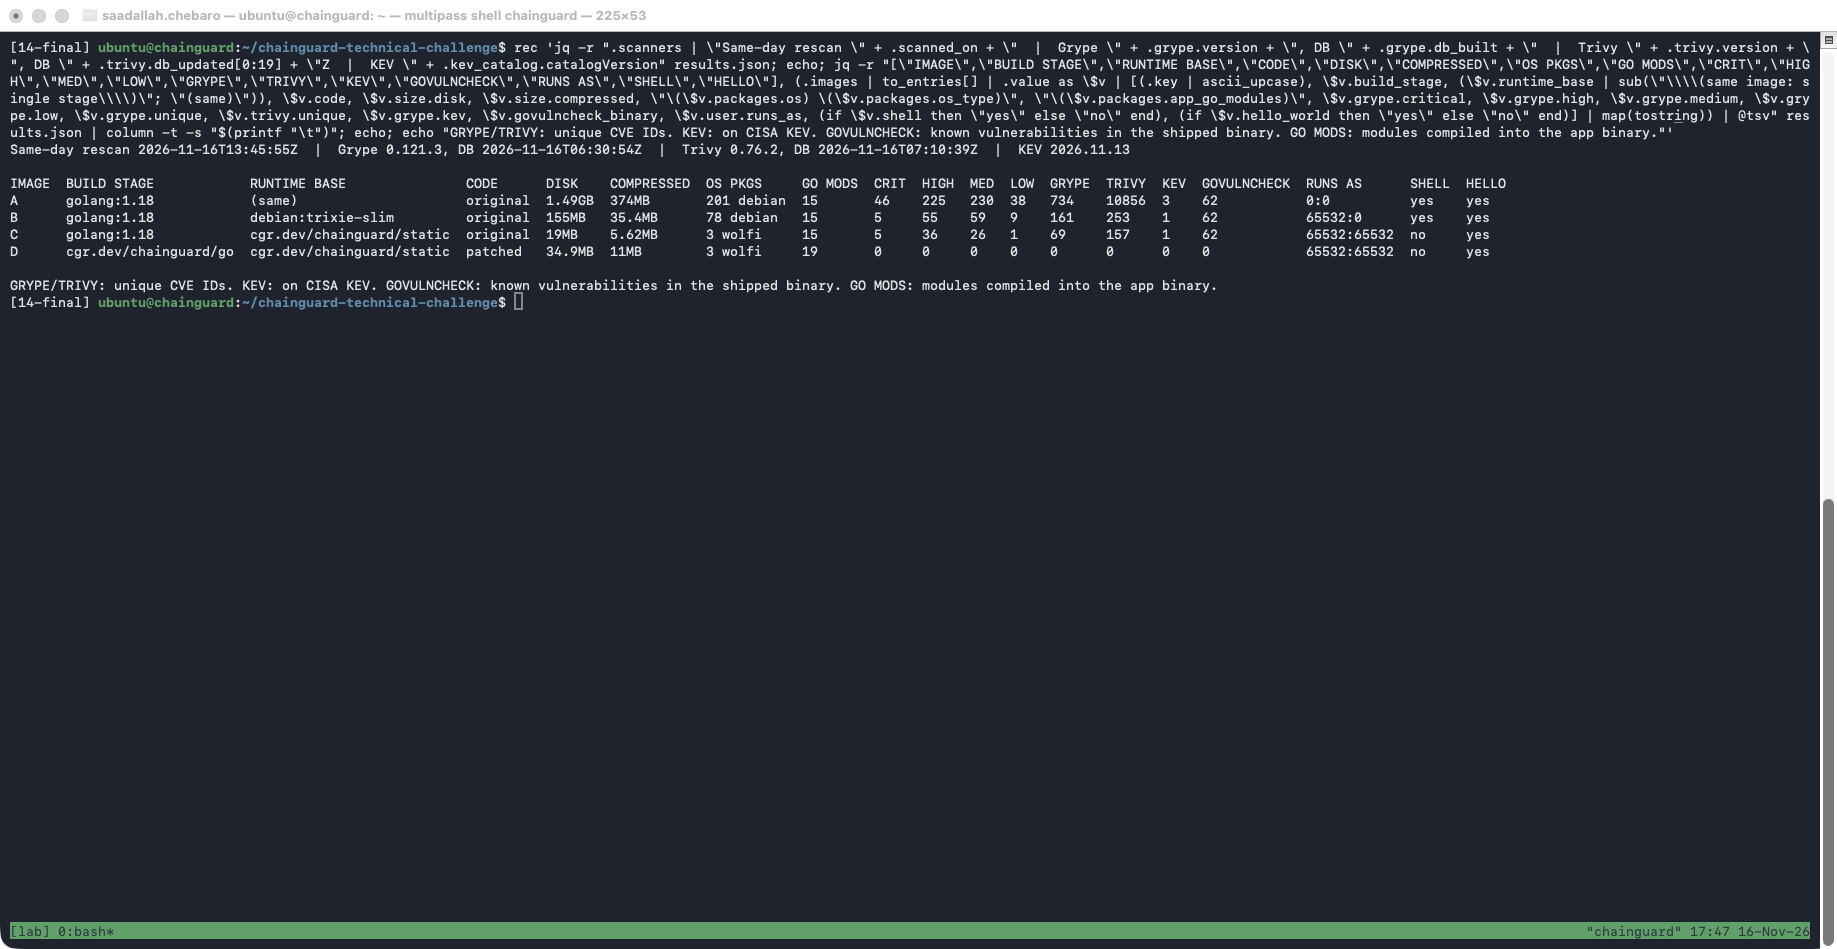 saadallah.chebaro — ubuntu@chainguard: ~ — multipass shell chainguard — 225×53
[14-final] ubuntu@chainguard:~/chainguard-technical-challenge$ rec 'jq -r ".scanners | \"Same-day rescan \" + .scanned_on + \"  |  Grype \" + .grype.version + \", DB \" + .grype.db_built + \"  |  Trivy \" + .trivy.version + \
", DB \" + .trivy.db_updated[0:19] + \"Z  |  KEV \" + .kev_catalog.catalogVersion" results.json; echo; jq -r "[\"IMAGE\",\"BUILD STAGE\",\"RUNTIME BASE\",\"CODE\",\"DISK\",\"COMPRESSED\",\"OS PKGS\",\"GO MODS\",\"CRIT\",\"HIG
H\",\"MED\",\"LOW\",\"GRYPE\",\"TRIVY\",\"KEV\",\"GOVULNCHECK\",\"RUNS AS\",\"SHELL\",\"HELLO\"], (.images | to_entries[] | .value as \$v | [(.key | ascii_upcase), \$v.build_stage, (\$v.runtime_base | sub(\"\\\\(same image: s
ingle stage\\\\)\"; \"(same)\")), \$v.code, \$v.size.disk, \$v.size.compressed, \"\(\$v.packages.os) \(\$v.packages.os_type)\", \"\(\$v.packages.app_go_modules)\", \$v.grype.critical, \$v.grype.high, \$v.grype.medium, \$v.gry
pe.low, \$v.grype.unique, \$v.trivy.unique, \$v.grype.kev, \$v.govulncheck_binary, \$v.user.runs_as, (if \$v.shell then \"yes\" else \"no\" end), (if \$v.hello_world then \"yes\" else \"no\" end)] | map(tostring)) | @tsv" res
ults.json | column -t -s "$(printf "\t")"; echo; echo "GRYPE/TRIVY: unique CVE IDs. KEV: on CISA KEV. GOVULNCHECK: known vulnerabilities in the shipped binary. GO MODS: modules compiled into the app binary."'
Same-day rescan 2026-11-16T13:45:55Z  |  Grype 0.121.3, DB 2026-11-16T06:30:54Z  |  Trivy 0.76.2, DB 2026-11-16T07:10:39Z  |  KEV 2026.11.13
IMAGE  BUILD STAGE            RUNTIME BASE               CODE      DISK    COMPRESSED  OS PKGS     GO MODS  CRIT  HIGH  MED  LOW  GRYPE  TRIVY  KEV  GOVULNCHECK  RUNS AS      SHELL  HELLO
A      golang:1.18            (same)                     original  1.49GB  374MB       201 debian  15       46    225   230  38   734    10856  3    62           0:0          yes    yes
B      golang:1.18            debian:trixie-slim         original  155MB   35.4MB      78 debian   15       5     55    59   9    161    253    1    62           65532:0      yes    yes
C      golang:1.18            cgr.dev/chainguard/static  original  19MB    5.62MB      3 wolfi     15       5     36    26   1    69     157    1    62           65532:65532  no     yes
D      cgr.dev/chainguard/go  cgr.dev/chainguard/static  patched   34.9MB  11MB        3 wolfi     19       0     0     0    0    0      0      0    0            65532:65532  no     yes
GRYPE/TRIVY: unique CVE IDs. KEV: on CISA KEV. GOVULNCHECK: known vulnerabilities in the shipped binary. GO MODS: modules compiled into the app binary.
[14-final] ubuntu@chainguard:~/chainguard-technical-challenge$
[lab] 0:bash* "chainguard" 17:47 16-Nov-26